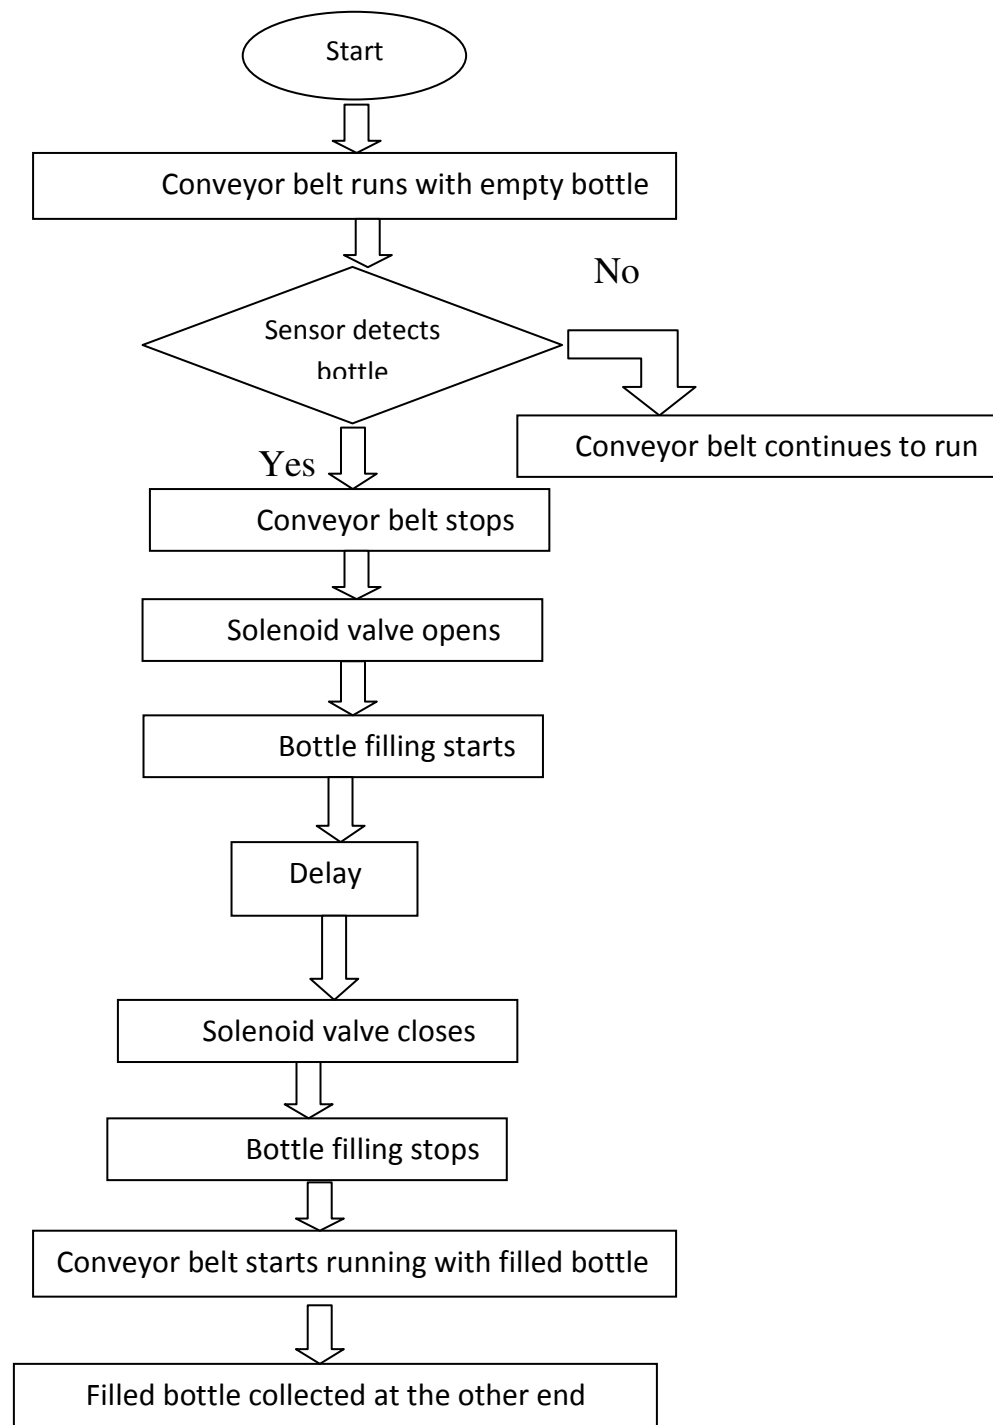 Start
Conveyor belt runs with empty bottle
No
Sensor detects
bottle
Conveyor belt continues to run
Yes
Conveyor belt stops
Solenoid valve opens
Bottle filling starts
Delay
Solenoid valve closes
Bottle filling stops
Conveyor belt starts running with filled bottle
Filled bottle collected at the other end